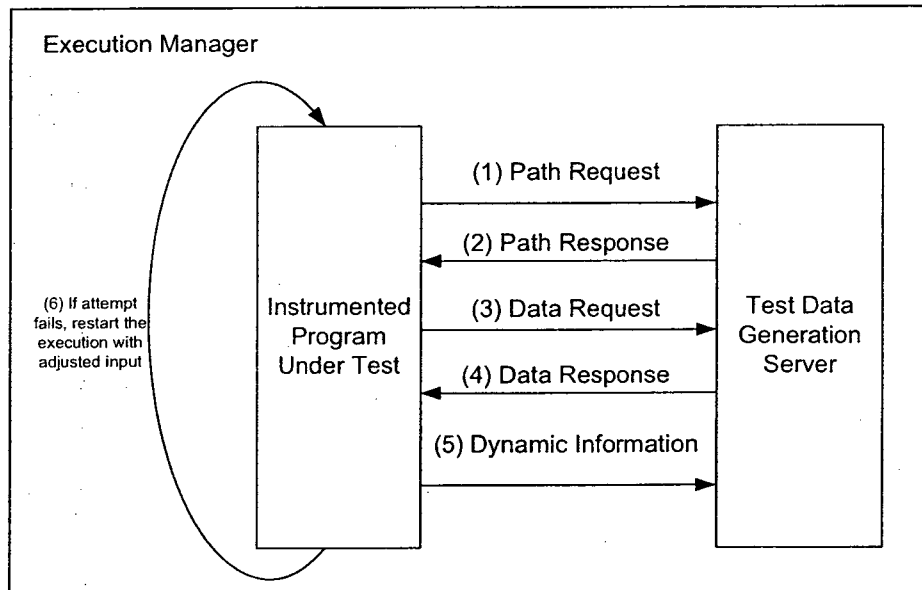 Execution Manager
(1) Path Request
(2) Path Response
(3) Data Request
(4) Data Response
(5) Dynamic Information
(6) If attempt
fails, restart the
execution with
adjusted input
Instrumented
Program
Under Test
Test Data
Generation
Server